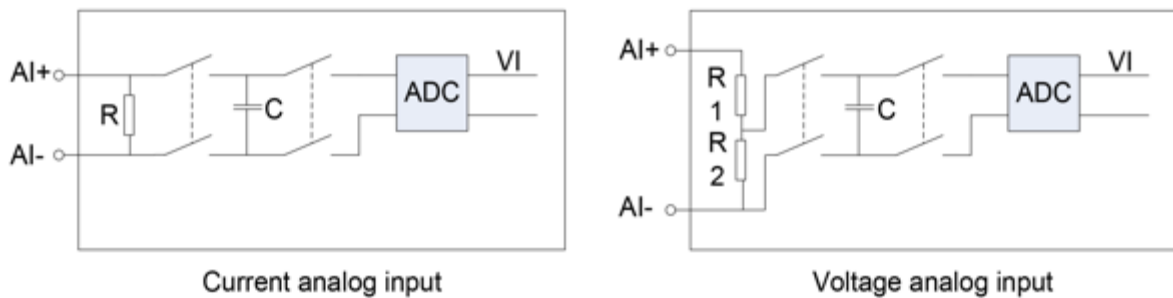 AI+
R
AI-
C
ADC
VI
Current analog input
AI+
R
1
R
2
AI-
C
ADC
VI
Voltage analog input